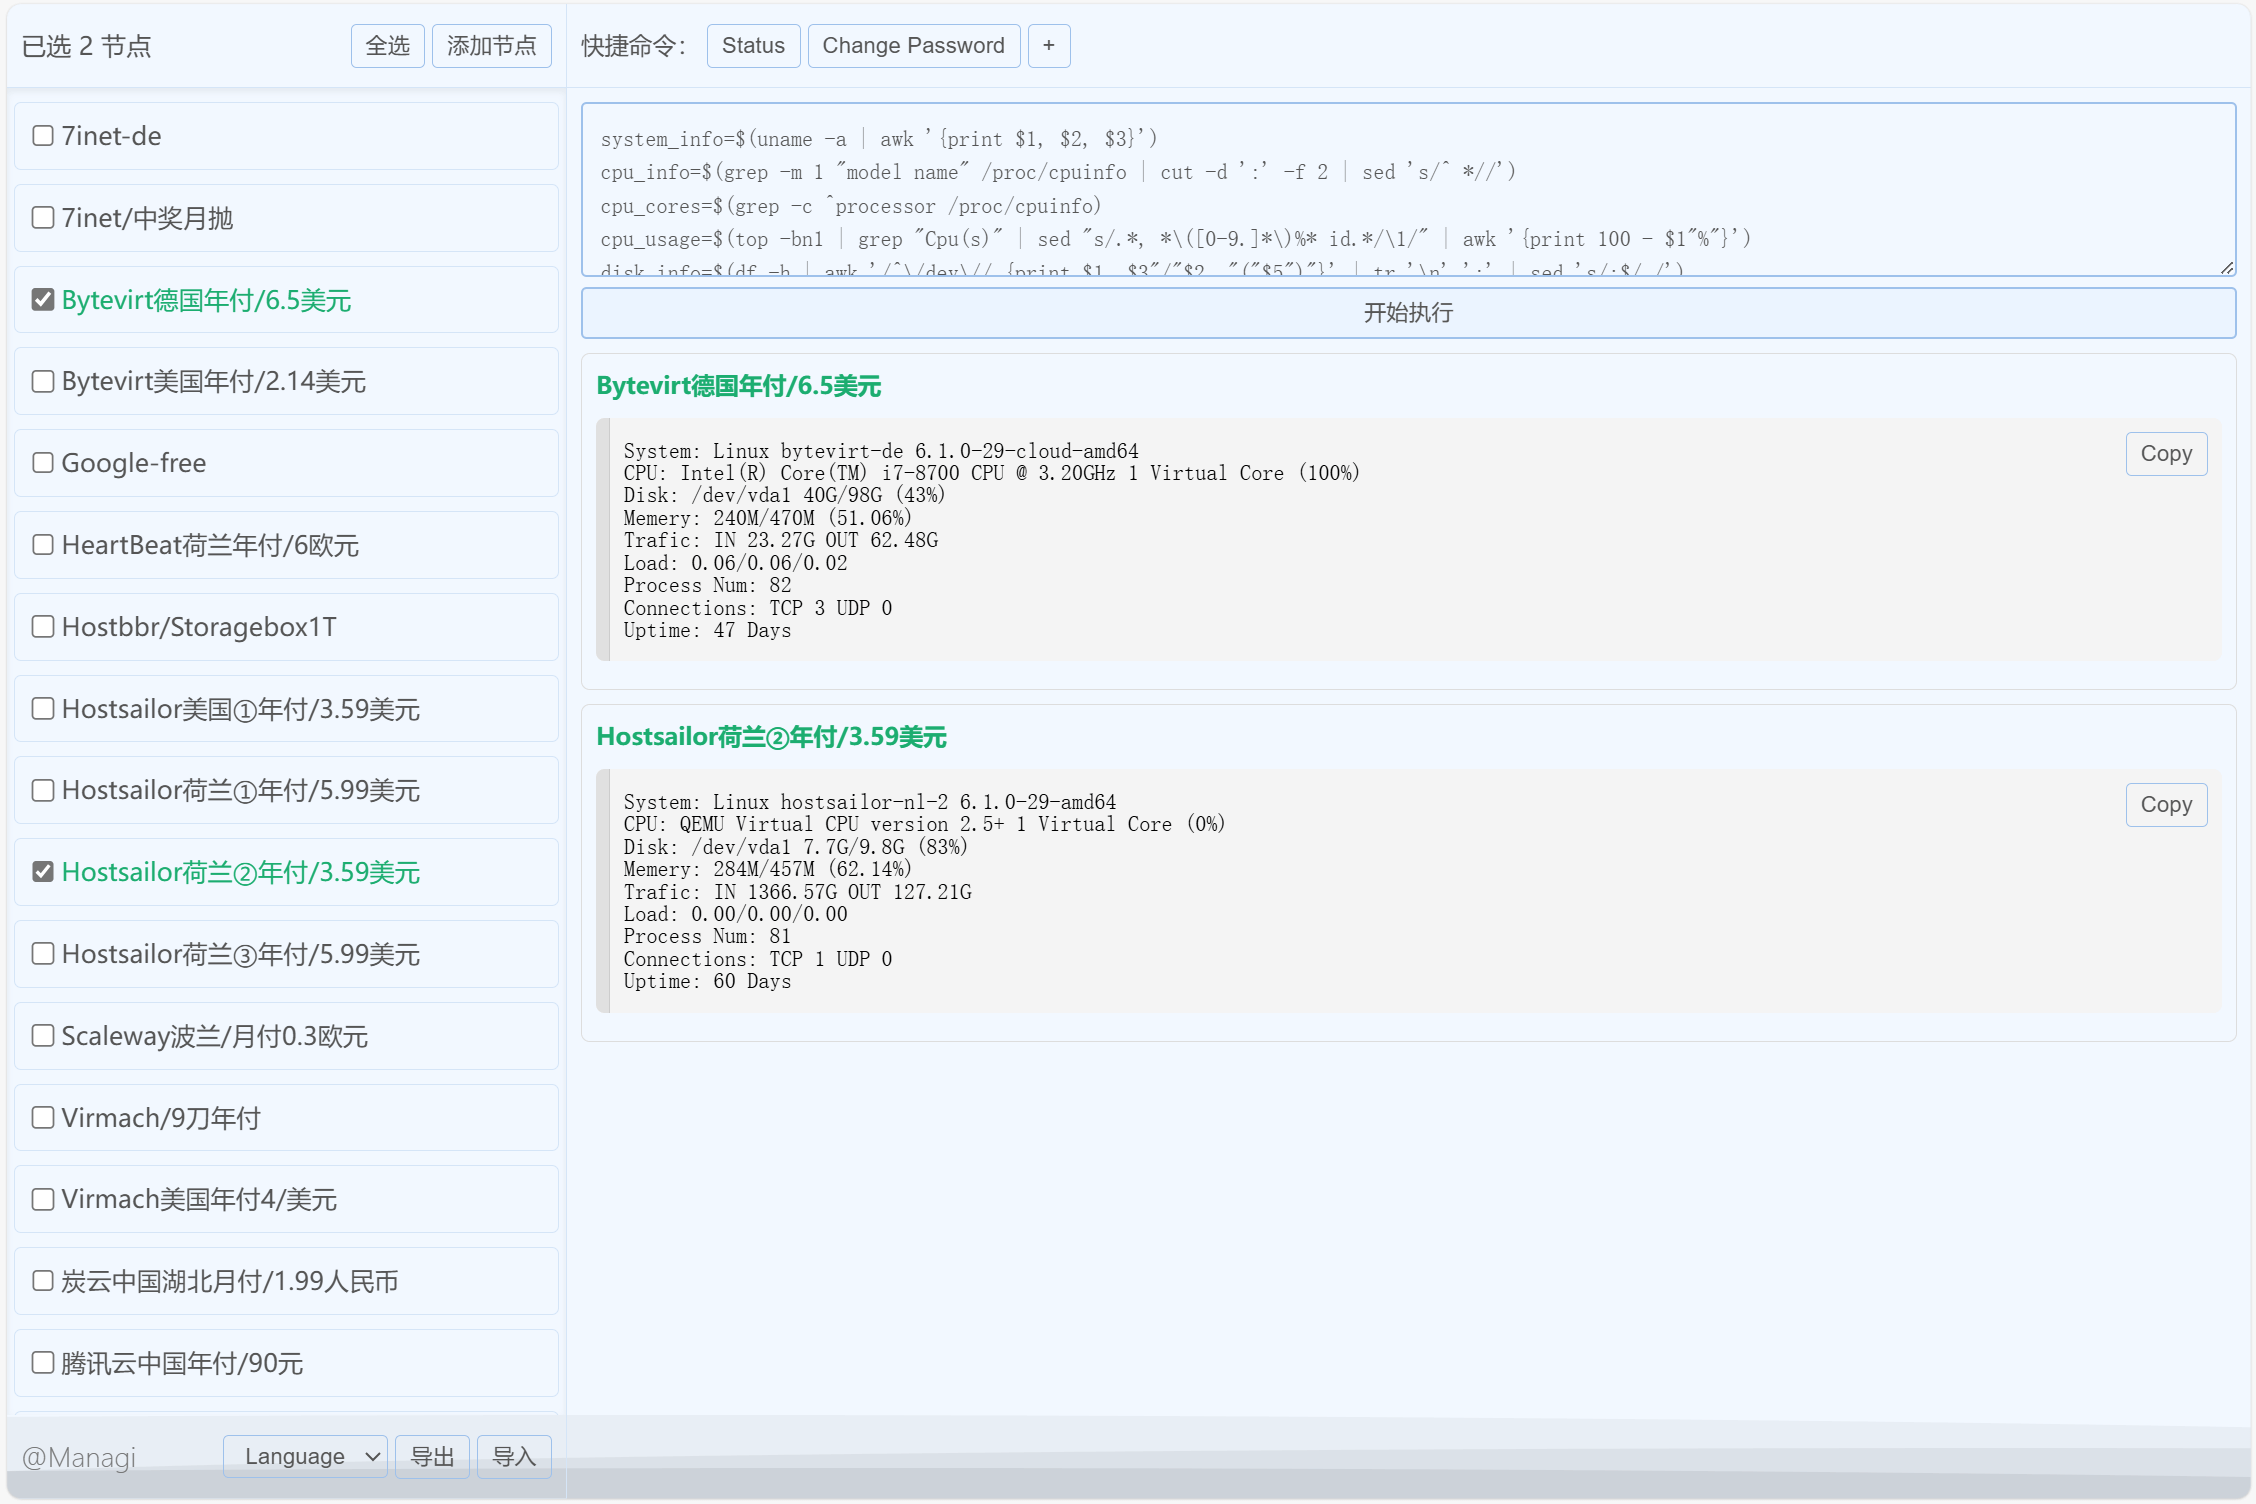 已选 2 节点
全选
添加节点
7inet-de
7inet/中奖月抛
Bytevirt德国年付/6.5美元
Bytevirt美国年付/2.14美元
Google-free
HeartBeat荷兰年付/6欧元
Hostbbr/Storagebox1T
Hostsailor美国①年付/3.59美元
Hostsailor荷兰①年付/5.99美元
Hostsailor荷兰②年付/3.59美元
Hostsailor荷兰③年付/5.99美元
Scaleway波兰/月付0.3欧元
Virmach/9刀年付
Virmach美国年付4/美元
炭云中国湖北月付/1.99人民币
腾讯云中国年付/90元
@Managi
Language
导出
导入
快捷命令：
Status
Change Password
+
system_info=$(uname -a | awk '{print $1, $2, $3}')
cpu_info=$(grep -m 1 "model name" /proc/cpuinfo | cut -d ':' -f 2 | sed 's/^ *//')
cpu_cores=$(grep -c ^processor /proc/cpuinfo)
cpu_usage=$(top -bn1 | grep "Cpu(s)" | sed "s/.*, *\([0-9.]*\)%* id.*/\1/" | awk '{print 100 - $1"%"}')
disk_info=$(df -h | awk '/^\/dev\// {print $1, $3"/"$2, "("$5")"}' | tr '\n' ';' | sed 's/;$/ /')
开始执行
Bytevirt德国年付/6.5美元
Copy
System: Linux bytevirt-de 6.1.0-29-cloud-amd64
CPU: Intel(R) Core(TM) i7-8700 CPU @ 3.20GHz 1 Virtual Core (100%)
Disk: /dev/vda1 40G/98G (43%)
Memery: 240M/470M (51.06%)
Trafic: IN 23.27G OUT 62.48G
Load: 0.06/0.06/0.02
Process Num: 82
Connections: TCP 3 UDP 0
Uptime: 47 Days
Hostsailor荷兰②年付/3.59美元
Copy
System: Linux hostsailor-nl-2 6.1.0-29-amd64
CPU: QEMU Virtual CPU version 2.5+ 1 Virtual Core (0%)
Disk: /dev/vda1 7.7G/9.8G (83%)
Memery: 284M/457M (62.14%)
Trafic: IN 1366.57G OUT 127.21G
Load: 0.00/0.00/0.00
Process Num: 81
Connections: TCP 1 UDP 0
Uptime: 60 Days